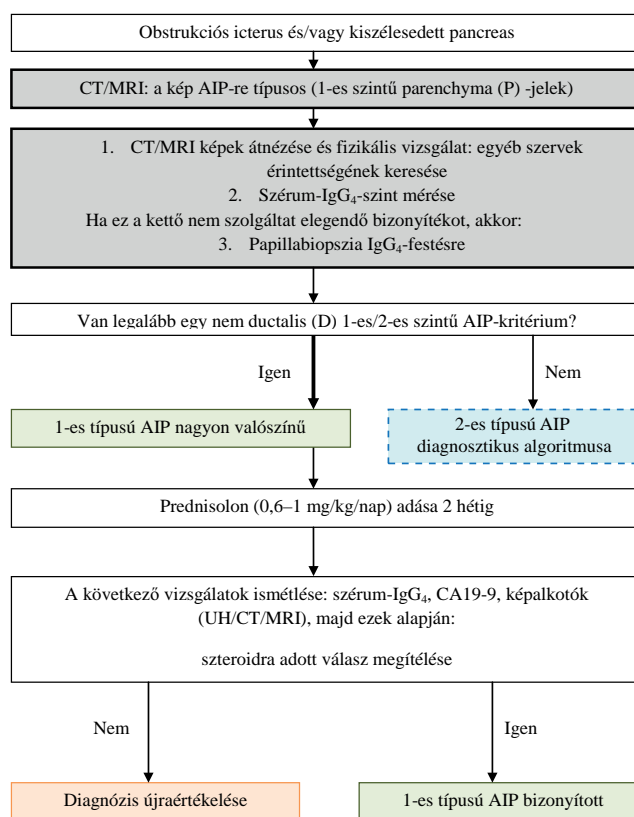 Obstrukciós icterus és/vagy kiszélesedett pancreas
CT/MRI: a kép AIP-re típusos (1-es szintű parenchyma (P) -jelek)
1. CT/MRI képek átnézése és fizikális vizsgálat: egyéb szervek
érintettségének keresése
2. Szérum-IgG₄-szint mérése
Ha ez a kettő nem szolgáltat elegendő bizonyítékot, akkor:
3. Papillabiopszia IgG₄-festésre
Van legalább egy nem ductalis (D) 1-es/2-es szintű AIP-kritérium?
Igen
Nem
1-es típusú AIP nagyon valószínű
2-es típusú AIP
diagnosztikus algoritmusa
Prednisolon (0,6–1 mg/kg/nap) adása 2 hétig
A következő vizsgálatok ismétlése: szérum-IgG₄, CA19-9, képalkotók
(UH/CT/MRI), majd ezek alapján:
szteroidra adott válasz megítélése
Nem
Igen
Diagnózis újraértékelése
1-es típusú AIP bizonyított